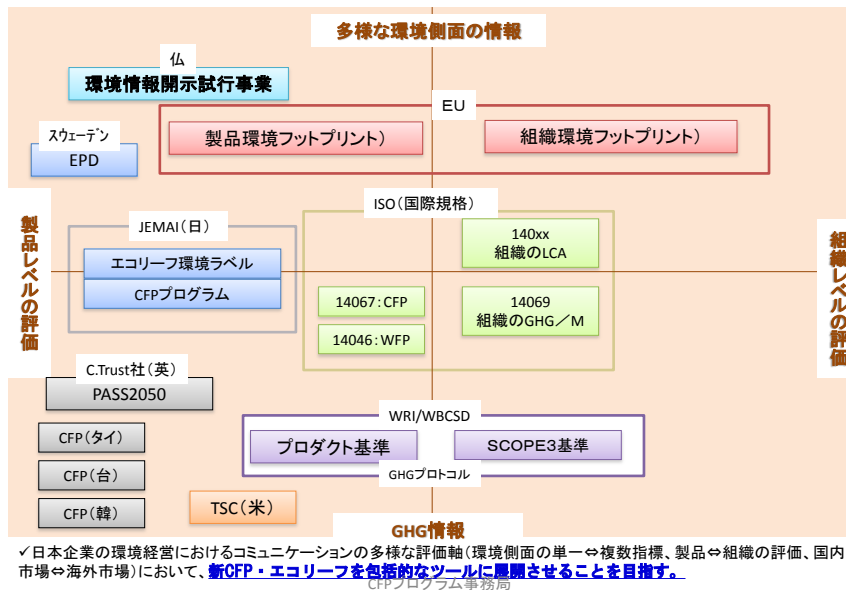 多様な環境側面の情報
仏
環境情報開示試行事業
EU
製品環境フットプリント）
組織環境フットプリント）
ｽｳｪｰﾃﾞﾝ
EPD
ISO（国際規格）
JEMAI（日）
140xx
組織のLCA
エコリーフ環境ラベル
CFPプログラム
14067：CFP
14046：WFP
14069
組織のGHG／M
製品レベルの評価
組織レベルの評価
C.Trust社（英）
PASS2050
CFP（タイ）
CFP（台）
CFP（韓）
WRI/WBCSD
プロダクト基準
SCOPE3基準
GHGプロトコル
TSC（米）
GHG情報
✓日本企業の環境経営におけるコミュニケーションの多様な評価軸（環境側面の単一⇔複数指標、製品⇔組織の評価、国内
市場⇔海外市場）において、新CFP・エコリーフを包括的なツールに展開させることを目指す。
CFPプログラム事務局